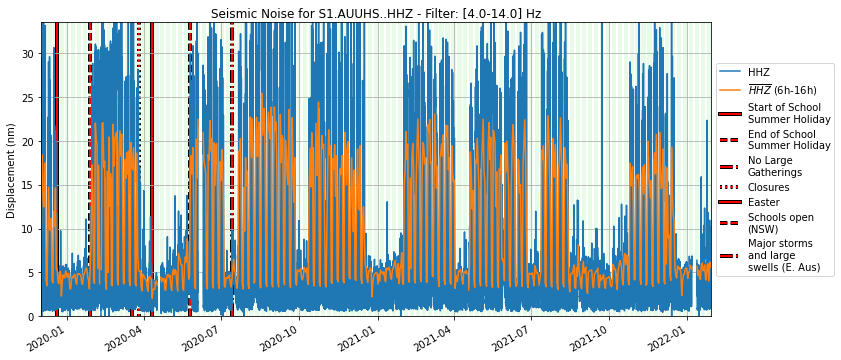 Seismic Noise for S1.AUUHS..HHZ - Filter: [4.0-14.0] Hz
Displacement (nm)
30
25
20
15
10
5
0
2020-01
2020-04
2020-07
2020-10
2021-01
2021-04
2021-07
2021-10
2022-01
HHZ
HHZ (6h-16h)
Start of School
Summer Holiday
End of School
Summer Holiday
No Large
Gatherings
Closures
Easter
Schools open
(NSW)
Major storms
and large
swells (E. Aus)